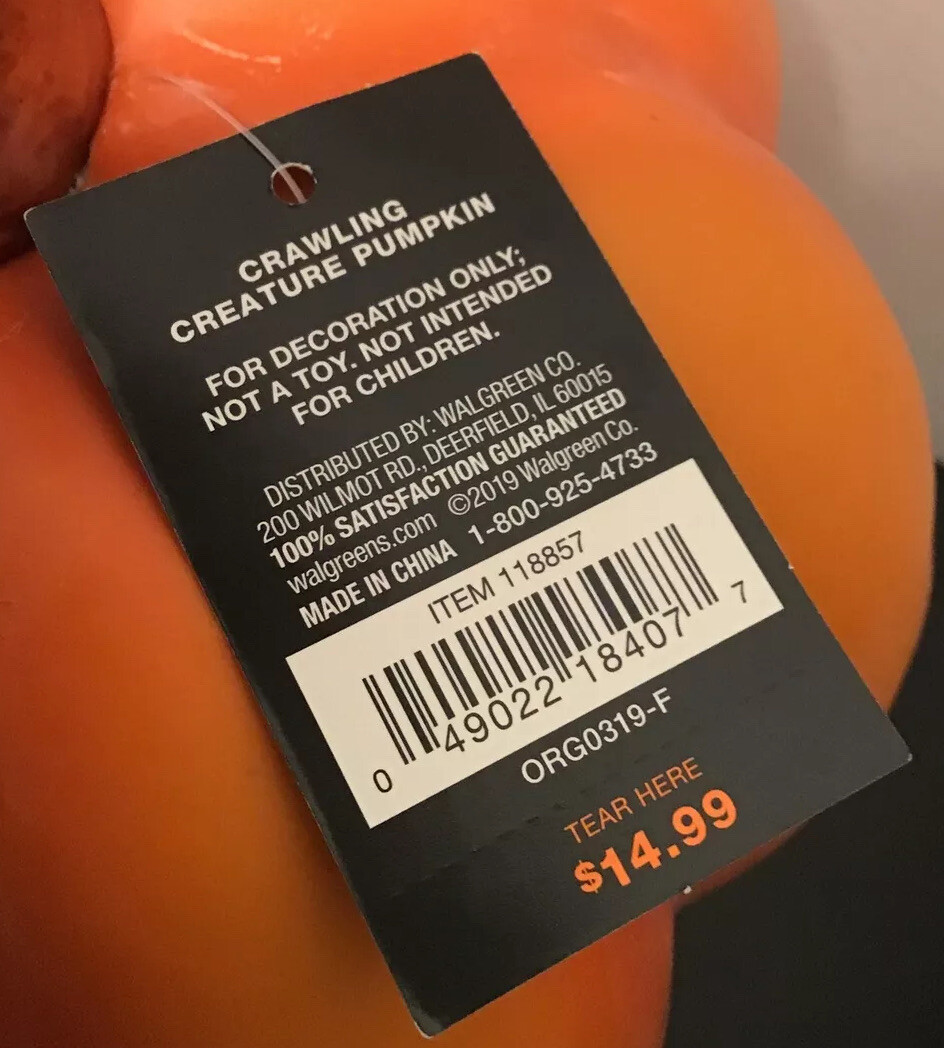 CRAWLING
CREATURE PUMPKIN
FOR DECORATION ONLY;
NOT A TOY. NOT INTENDED
FOR CHILDREN.
DISTRIBUTED BY: WALGREEN CO.
200 WILMOT RD., DEERFIELD, IL 60015
100% SATISFACTION GUARANTEED
walgreens.com ©2019 Walgreen Co.
MADE IN CHINA 1-800-925-4733
ITEM 118857
0 49022 18407 7
ORG0319-F
TEAR HERE
$14.99